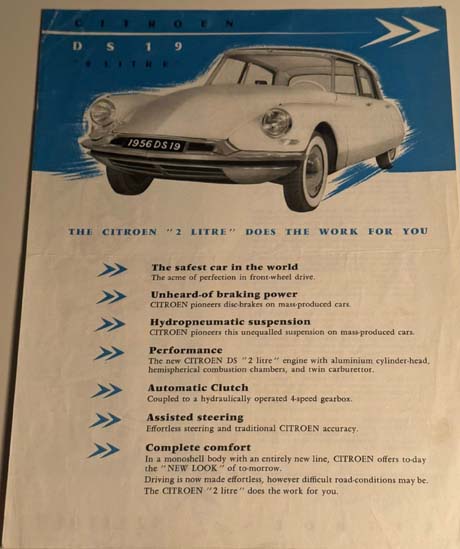 CITROEN
DS 19
"2 LITRE"
1956 DS 19
THE CITROEN "2 LITRE" DOES THE WORK FOR YOU
The safest car in the world
The acme of perfection in front-wheel drive.
Unheard-of braking power
CITROEN pioneers disc-brakes on mass-produced cars.
Hydropneumatic suspension
CITROEN pioneers this unequalled suspension on mass-produced cars.
Performance
The new CITROEN DS "2 litre" engine with aluminium cylinder-head,
hemispherical combustion chambers, and twin carburettor.
Automatic Clutch
Coupled to a hydraulically operated 4-speed gearbox.
Assisted steering
Effortless steering and traditional CITROEN accuracy.
Complete comfort
In a monoshell body with an entirely new line, CITROEN offers to-day
the "NEW LOOK" of to-morrow.
Driving is now made effortless, however difficult road-conditions may be.
The CITROEN "2 litre" does the work for you.